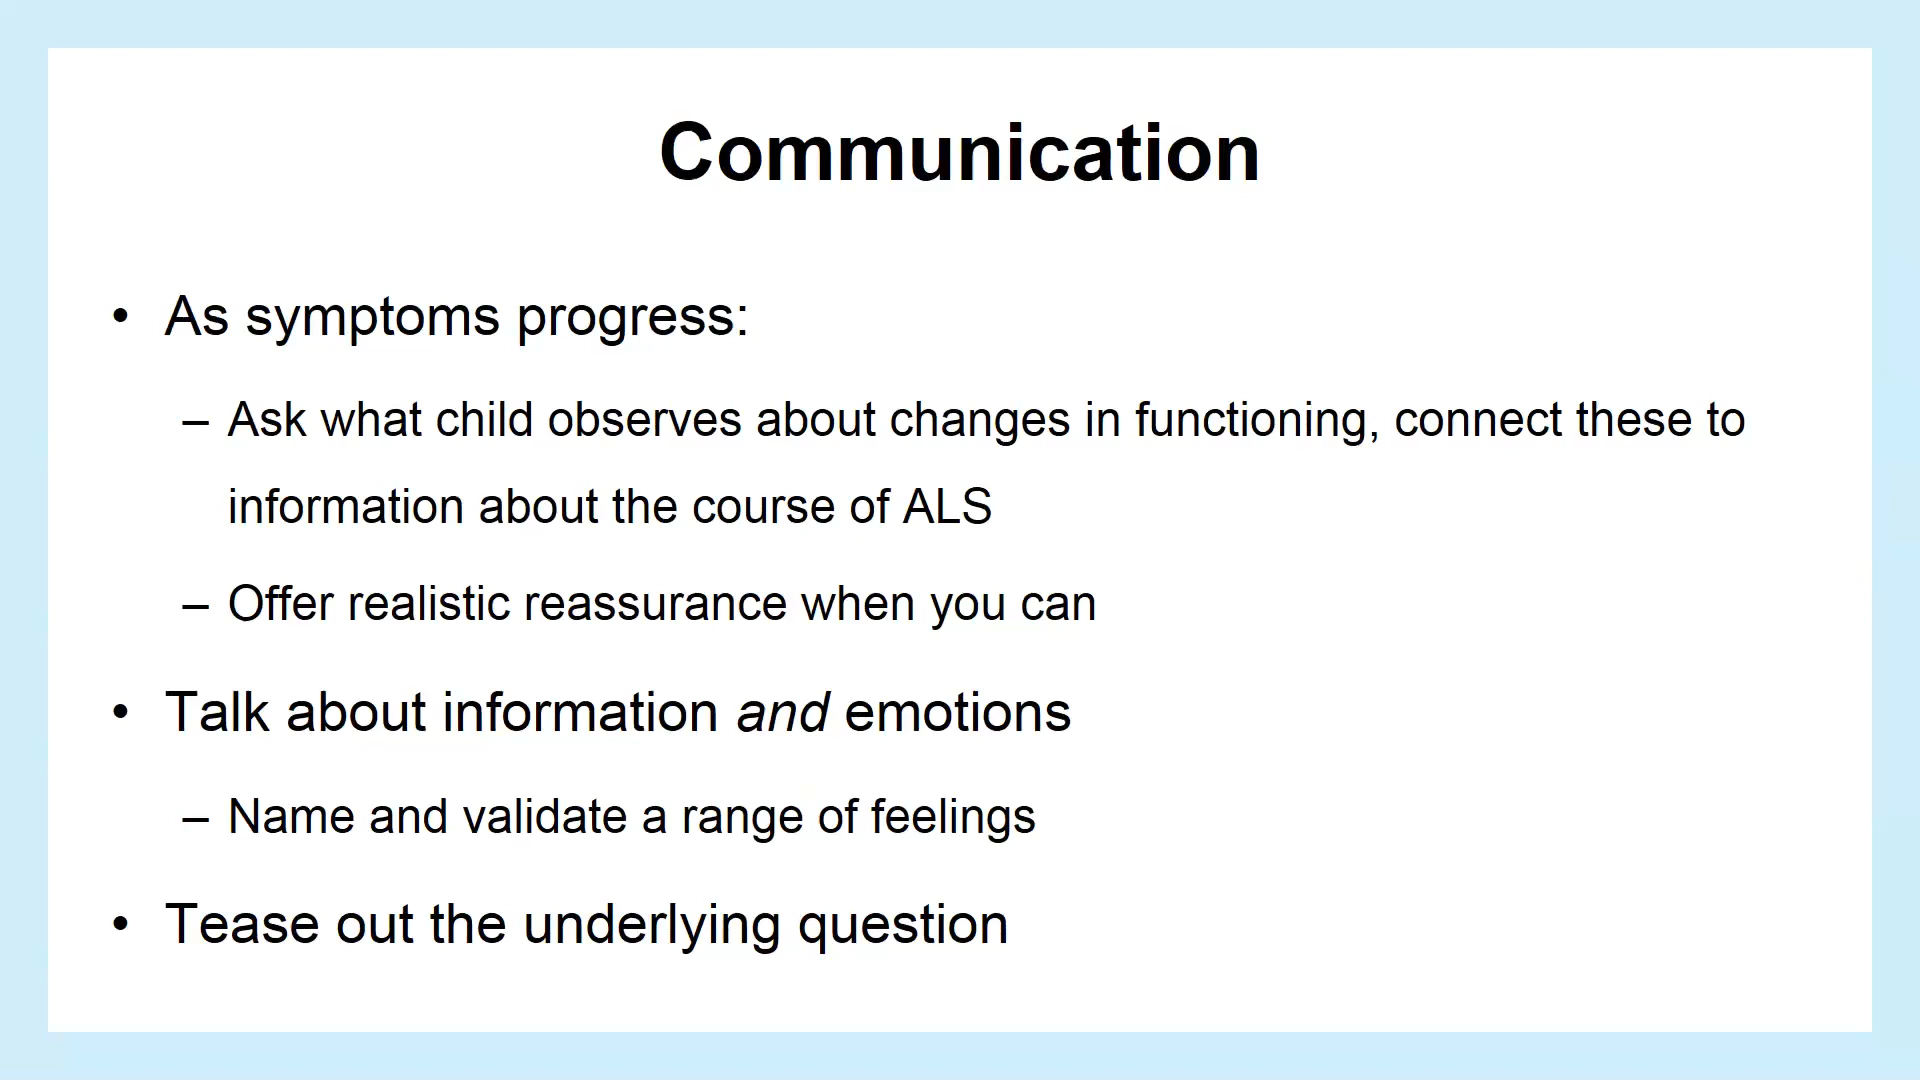 Communication
• As symptoms progress:
– Ask what child observes about changes in functioning, connect these to
information about the course of ALS
– Offer realistic reassurance when you can
• Talk about information and emotions
– Name and validate a range of feelings
• Tease out the underlying question